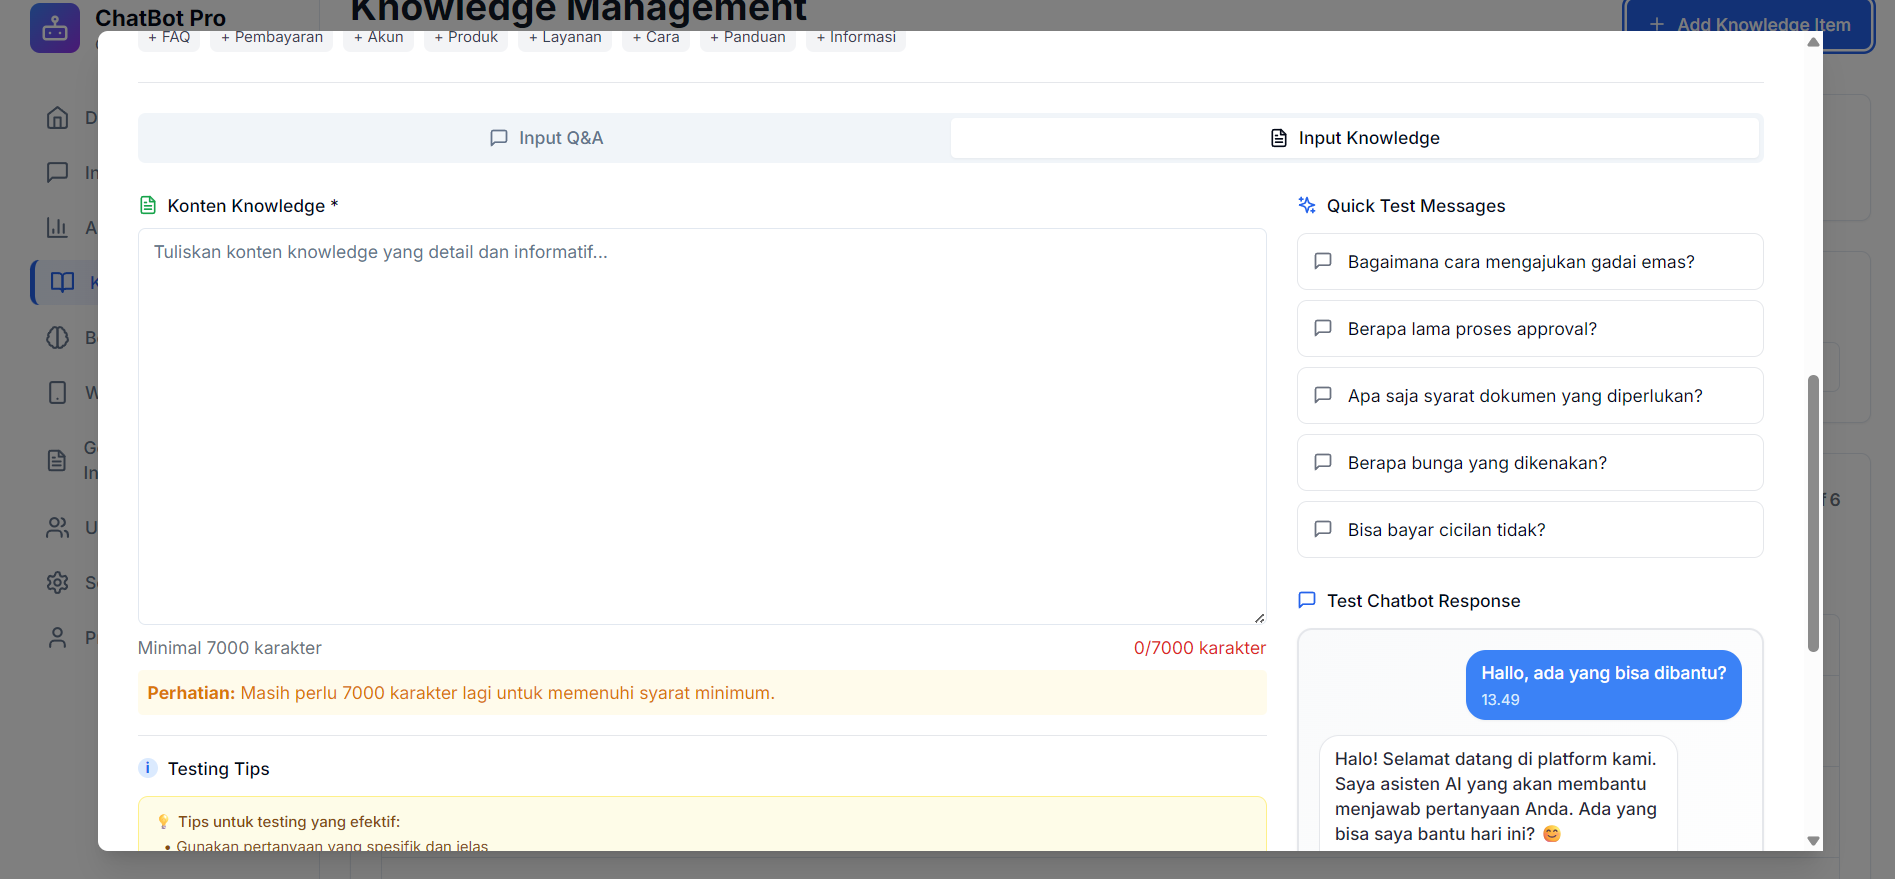 ChatBot Pro
Knowledge Management
+ Add Knowledge Item
+ FAQ
+ Pembayaran
+ Akun
+ Produk
+ Layanan
+ Cara
+ Panduan
+ Informasi
Input Q&A
Input Knowledge
Konten Knowledge *
Tuliskan konten knowledge yang detail dan informatif...
Minimal 7000 karakter
0/7000 karakter
Perhatian: Masih perlu 7000 karakter lagi untuk memenuhi syarat minimum.
Testing Tips
Tips untuk testing yang efektif:
• Gunakan pertanyaan yang spesifik dan jelas
Quick Test Messages
Bagaimana cara mengajukan gadai emas?
Berapa lama proses approval?
Apa saja syarat dokumen yang diperlukan?
Berapa bunga yang dikenakan?
Bisa bayar cicilan tidak?
Test Chatbot Response
Hallo, ada yang bisa dibantu?
13.49
Halo! Selamat datang di platform kami.
Saya asisten AI yang akan membantu
menjawab pertanyaan Anda. Ada yang
bisa saya bantu hari ini? 😊
6